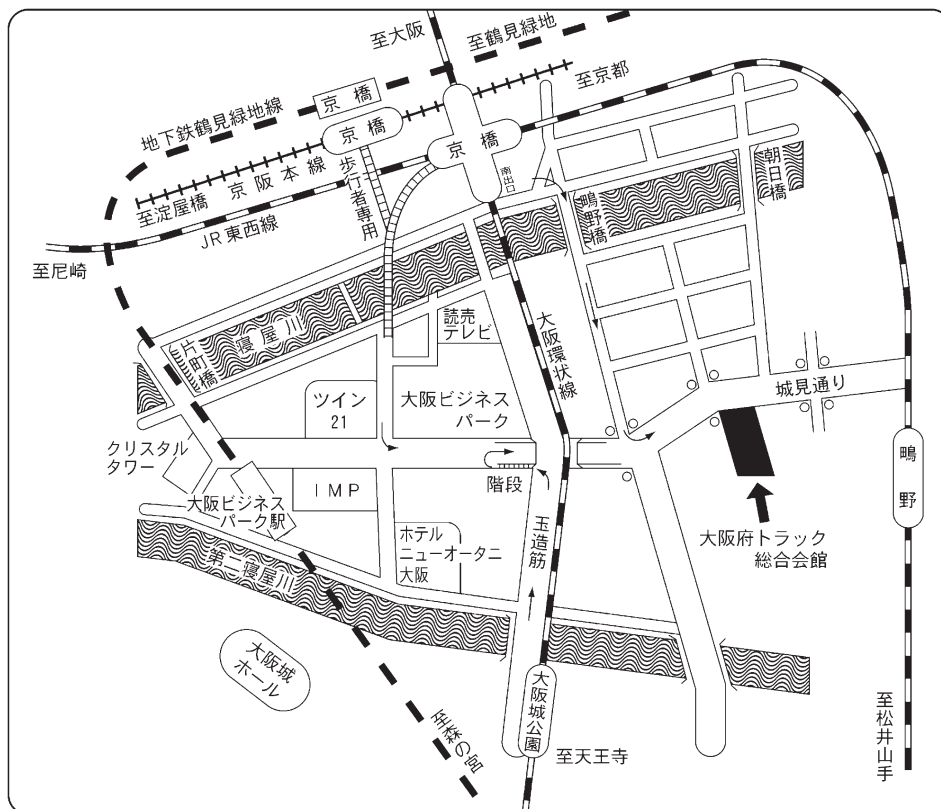 至大阪
至鶴見緑地
地下鉄鶴見緑地線
京橋
至京都
京橋
京阪本線
至淀屋橋
歩行者専用
京橋
南出口
JR東西線
至尼崎
鴫野橋
朝日橋
寝屋川
片町橋
読売
テレビ
大阪環状線
城見通り
ツイン
21
大阪ビジネス
パーク
クリスタル
タワー
階段
IMP
大阪ビジネス
パーク駅
鴫野
大阪府トラック
総合会館
ホテル
ニューオータニ
大阪
玉造筋
第二寝屋川
大阪城
ホール
大阪城公園
至森の宮
至天王寺
至松井山手